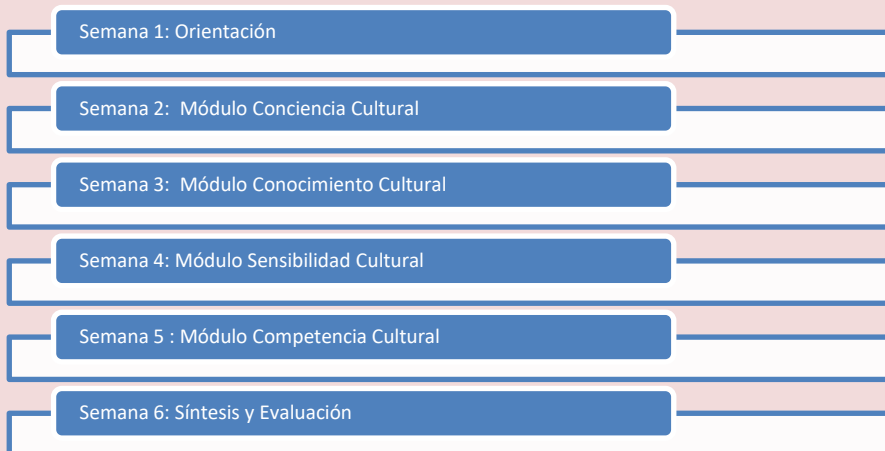 Semana 1: Orientación
Semana 2:  Módulo Conciencia Cultural
Semana 3:  Módulo Conocimiento Cultural
Semana 4: Módulo Sensibilidad Cultural
Semana 5 : Módulo Competencia Cultural
Semana 6: Síntesis y Evaluación